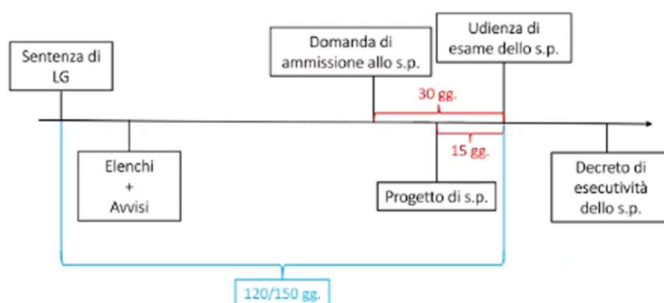 Sentenza di
LG
Domanda di
ammissione allo s.p.
Udienza di
esame dello s.p.
30 gg.
15 gg.
Elenchi
+
Avvisi
Progetto di s.p.
Decreto di
esecutività
dello s.p.
120/150 gg.